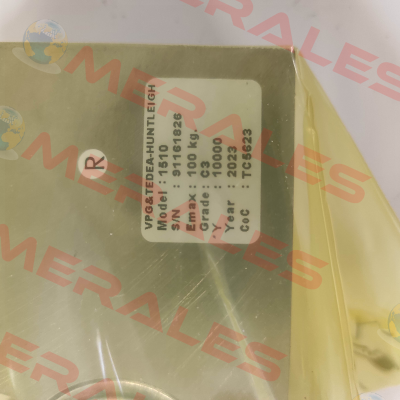 VPG&TEDEA-HUNTLEIGH
Model : 1510
S/N : 91161826
Emax : 100 kg.
Grade : C3
Y : 10000
Year : 2023
CoC : TC5623
R
MERALES
MERALES
MERALES
MERALES